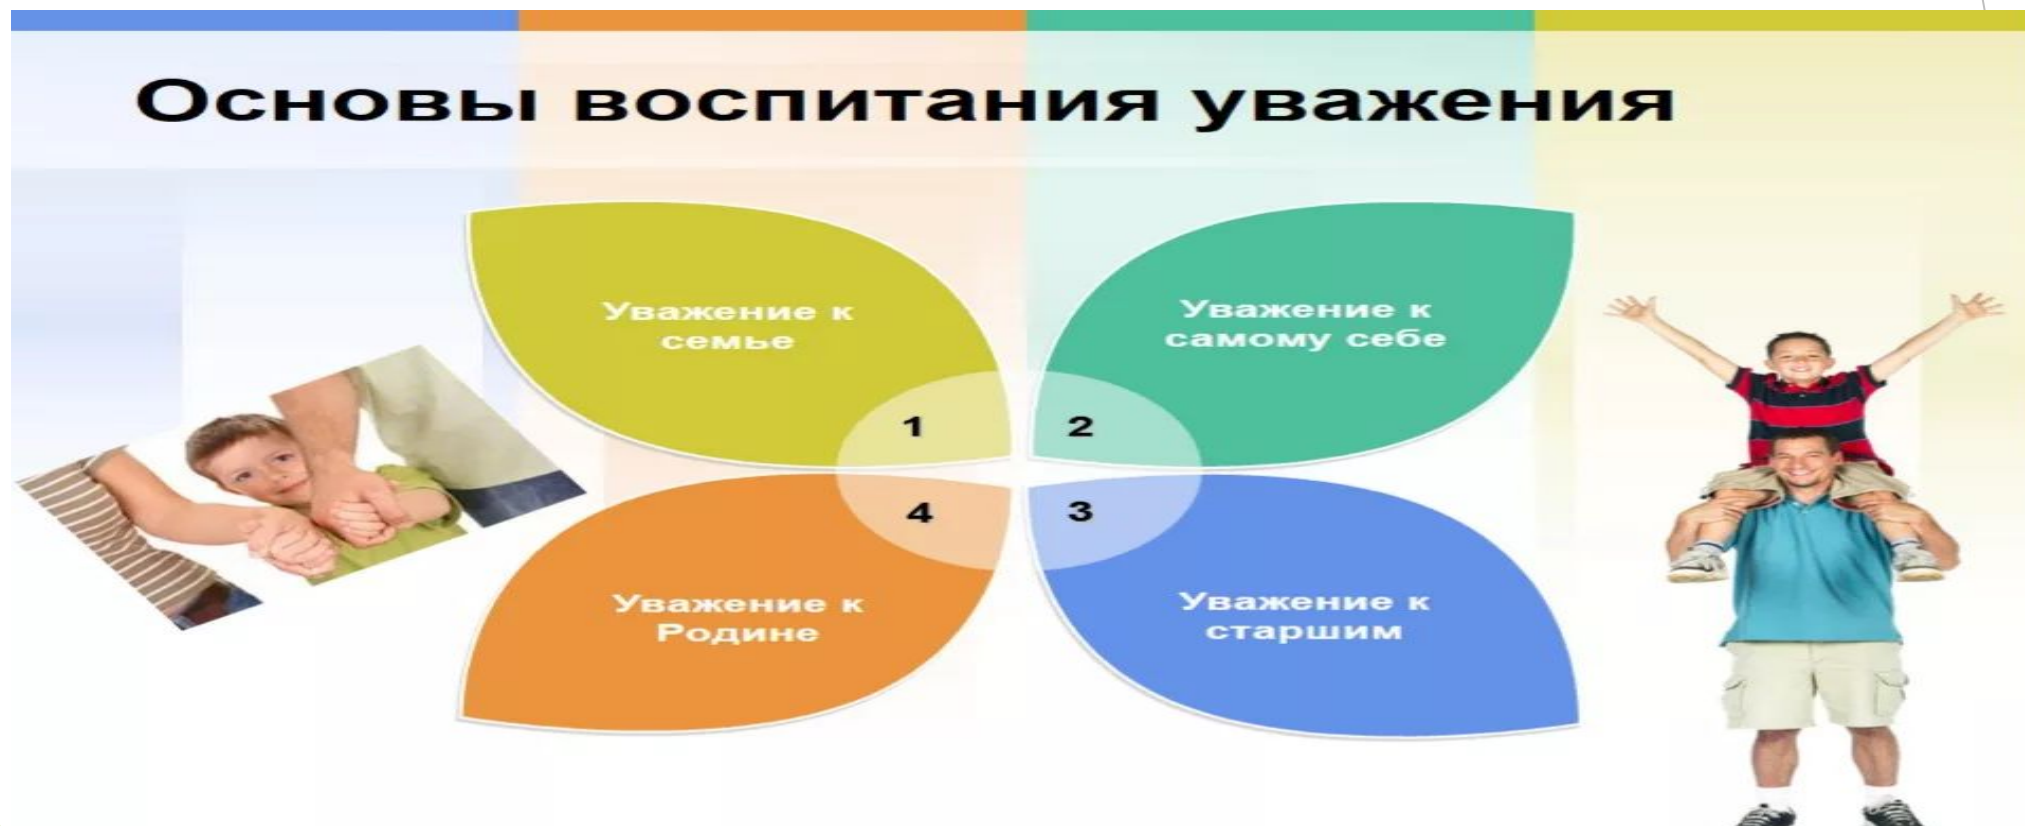 Основы воспитания уважения
Уважение к
семье
Уважение к
самому себе
1
2
4
3
Уважение к
Родине
Уважение к
старшим